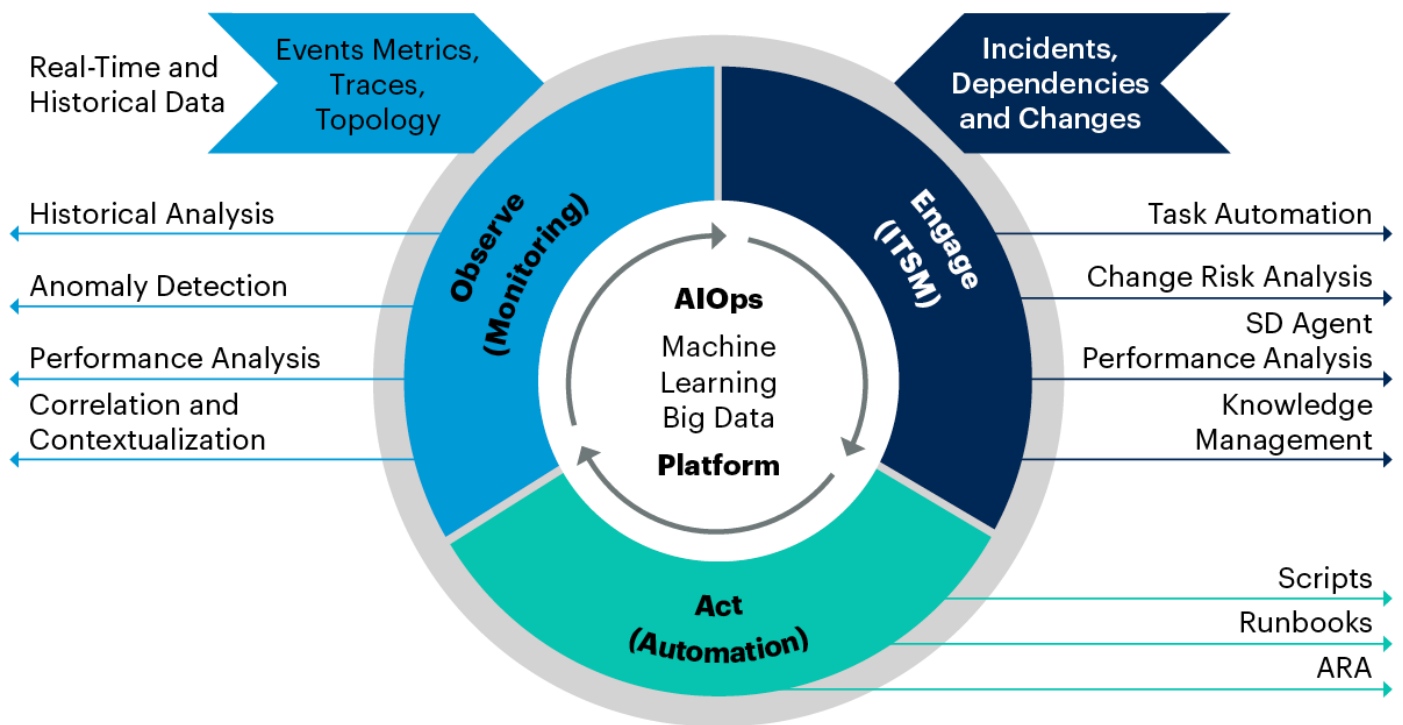 Real-Time and
Historical Data
Events Metrics,
Traces,
Topology
Incidents,
Dependencies
and Changes
Historical Analysis
Anomaly Detection
Performance Analysis
Correlation and
Contextualization
Observe
(Monitoring)
AIOps
Machine
Learning
Big Data
Platform
Engage
(ITSM)
Task Automation
Change Risk Analysis
SD Agent
Performance Analysis
Knowledge
Management
Act
(Automation)
Scripts
Runbooks
ARA